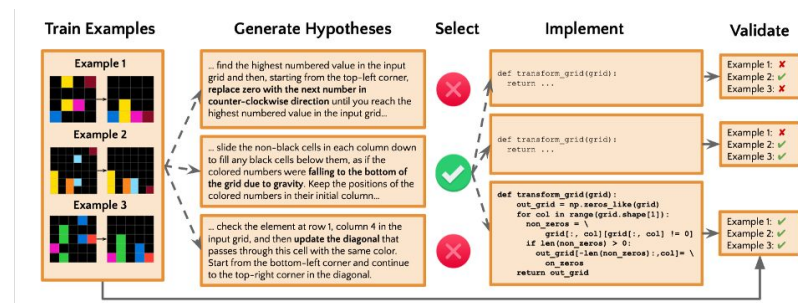 Train Examples
Generate Hypotheses
Select
Implement
Validate
Example 1
Example 2
Example 3
... find the highest numbered value in the input
grid and then, starting from the top-left corner,
replace zero with the next number in
counter-clockwise direction until you reach the
highest numbered value in the input grid...
... slide the non-black cells in each column down
to fill any black cells below them, as if the
colored numbers were falling to the bottom of
the grid due to gravity. Keep the positions of the
colored numbers in their initial column...
... check the element at row 1, column 4 in the
input grid, and then update the diagonal that
passes through this cell with the same color.
Start from the bottom-left corner and continue
to the top-right corner in the diagonal.
def transform_grid(grid):
return ...
def transform_grid(grid):
return ...
def transform_grid(grid):
out_grid = np.zeros_like(grid)
for col in range(grid.shape[1]):
non_zeros = \
grid[:, col][grid[:, col] != 0]
if len(non_zeros) > 0:
out_grid[-len(non_zeros):,col]= \
on_zeros
return out_grid
Example 1: ✘
Example 2: ✓
Example 3: ✘
Example 1: ✘
Example 2: ✓
Example 3: ✓
Example 1: ✓
Example 2: ✓
Example 3: ✓